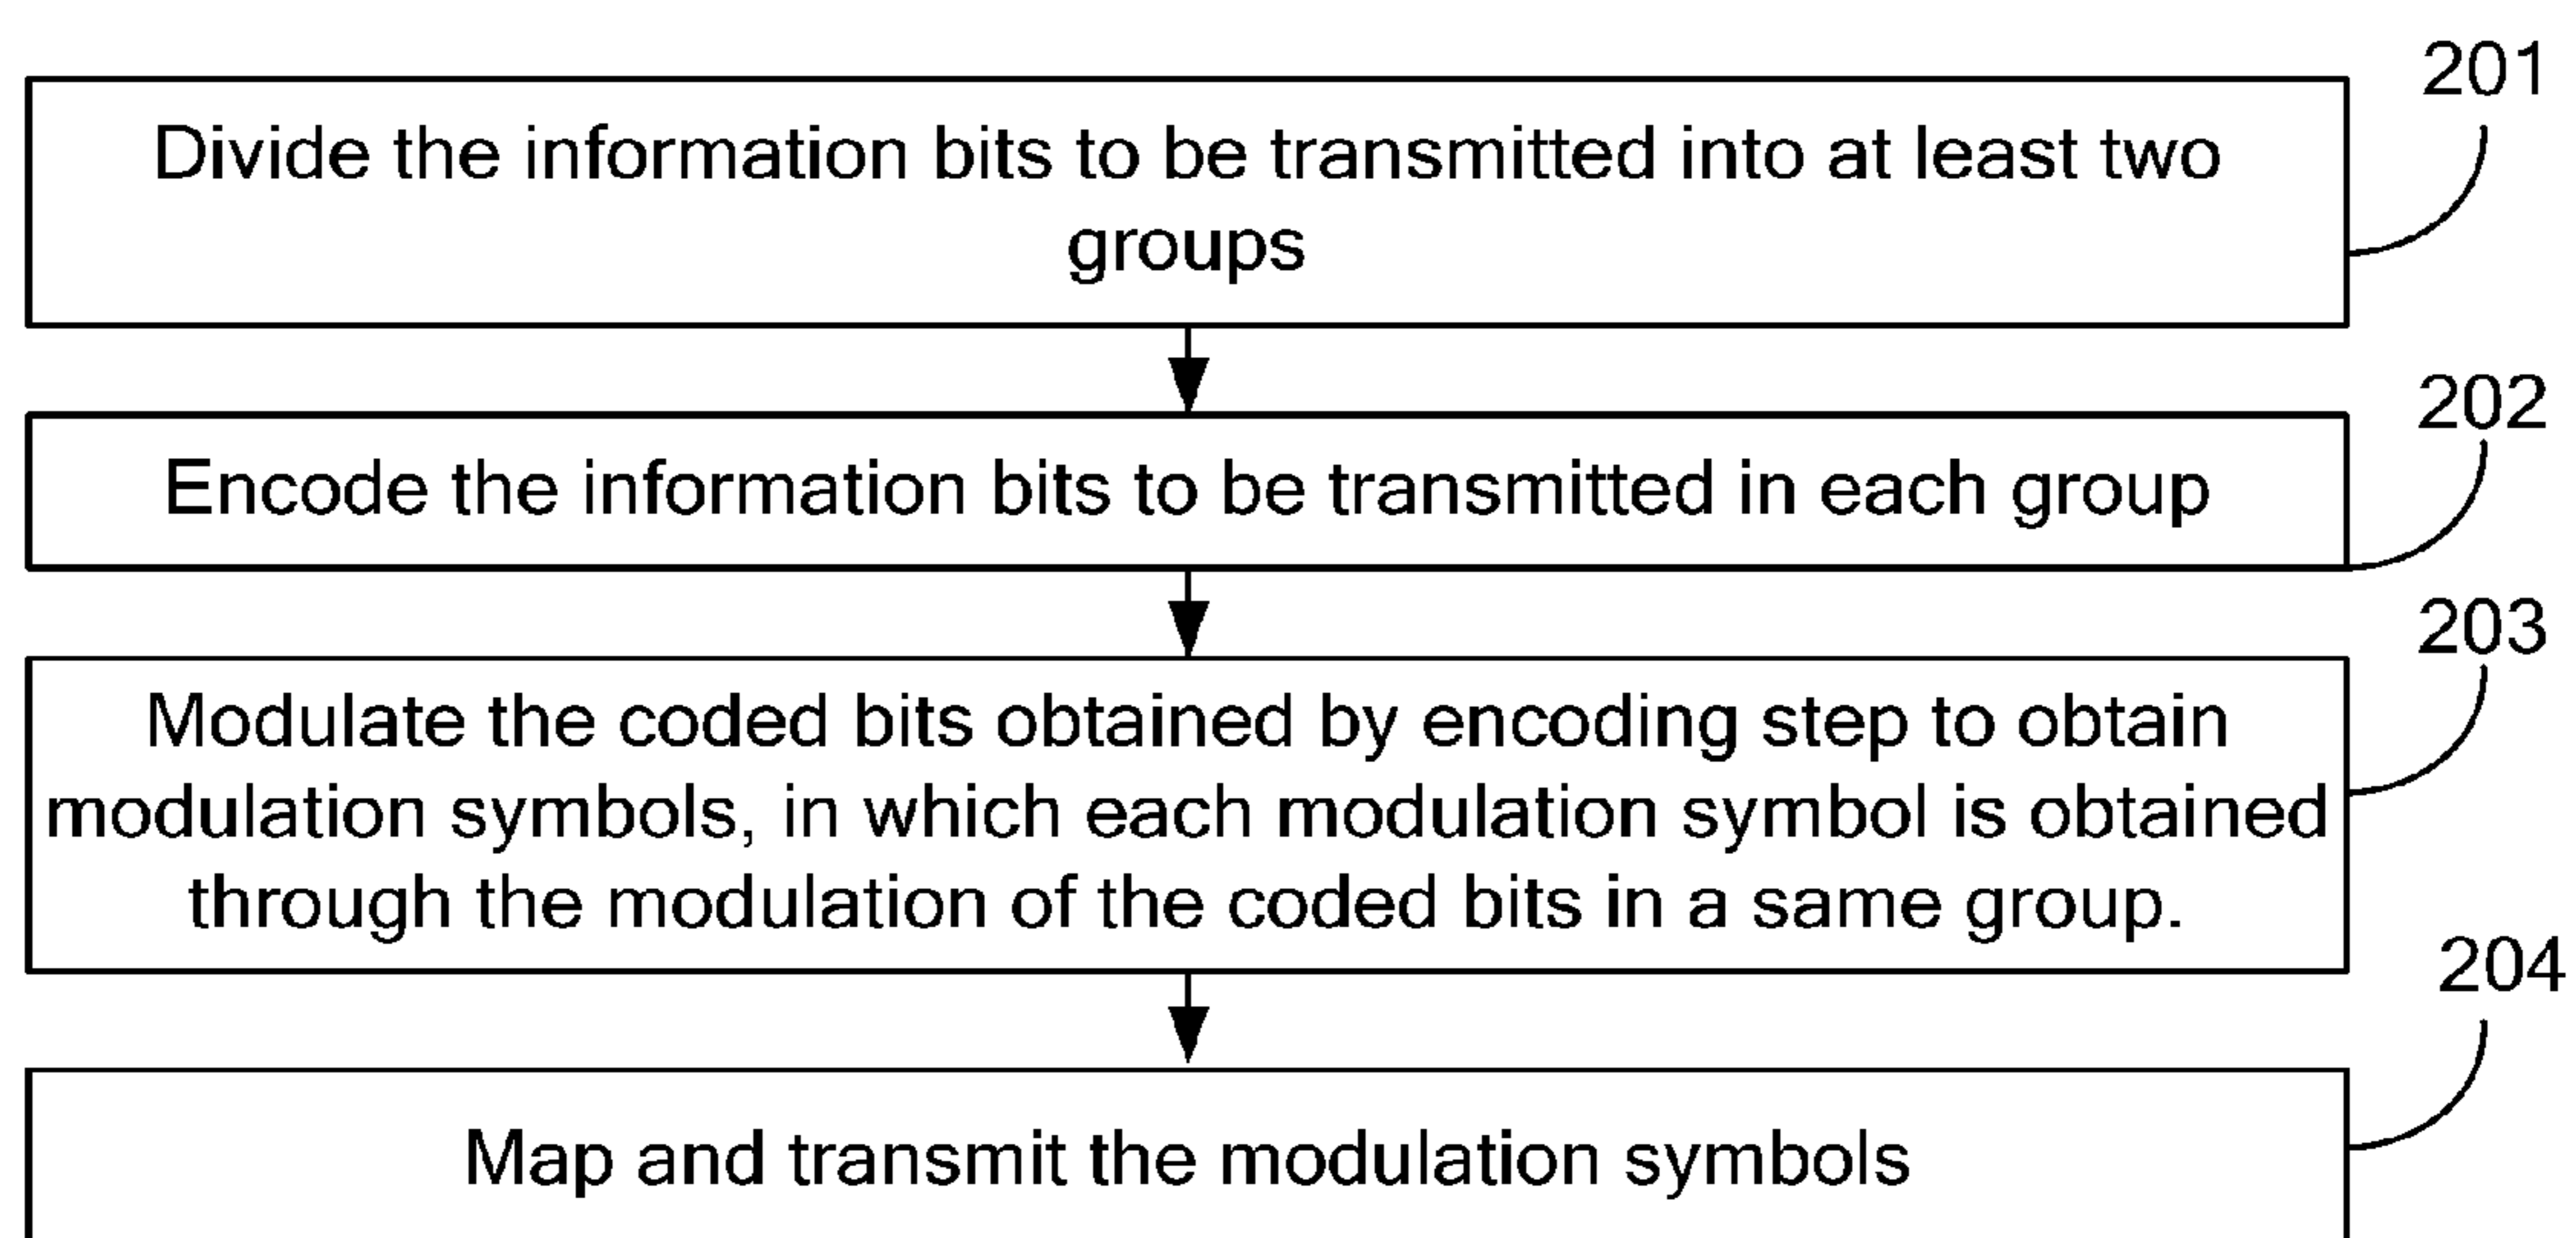 201
Divide the information bits to be transmitted into at least two
groups
202
Encode the information bits to be transmitted in each group
203
Modulate the coded bits obtained by encoding step to obtain
modulation symbols, in which each modulation symbol is obtained
through the modulation of the coded bits in a same group.
204
Map and transmit the modulation symbols